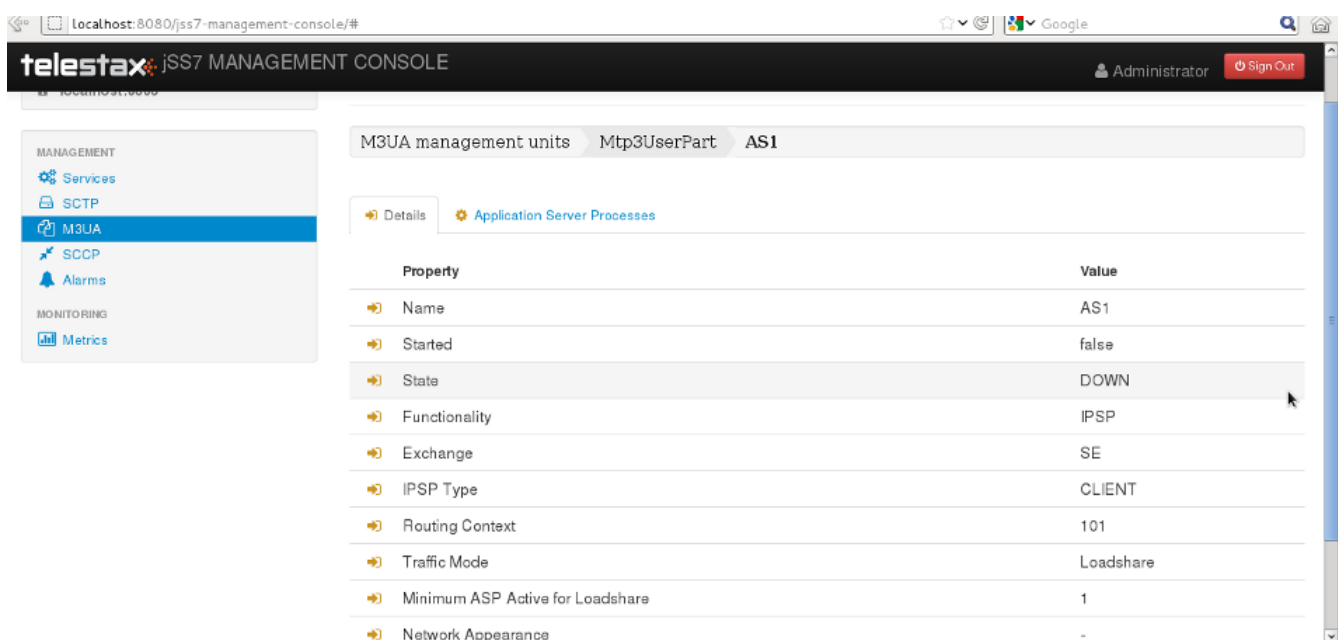 localhost:8080/jss7-management-console/#
Google
telestax jSS7 MANAGEMENT CONSOLE
Administrator
Sign Out
M3UA management units Mtp3UserPart AS1
MANAGEMENT
Services
SCTP
M3UA
SCCP
Alarms
MONITORING
Metrics
Details Application Server Processes
Property Value
Name AS1
Started false
State DOWN
Functionality IPSP
Exchange SE
IPSP Type CLIENT
Routing Context 101
Traffic Mode Loadshare
Minimum ASP Active for Loadshare 1
Network Appearance -